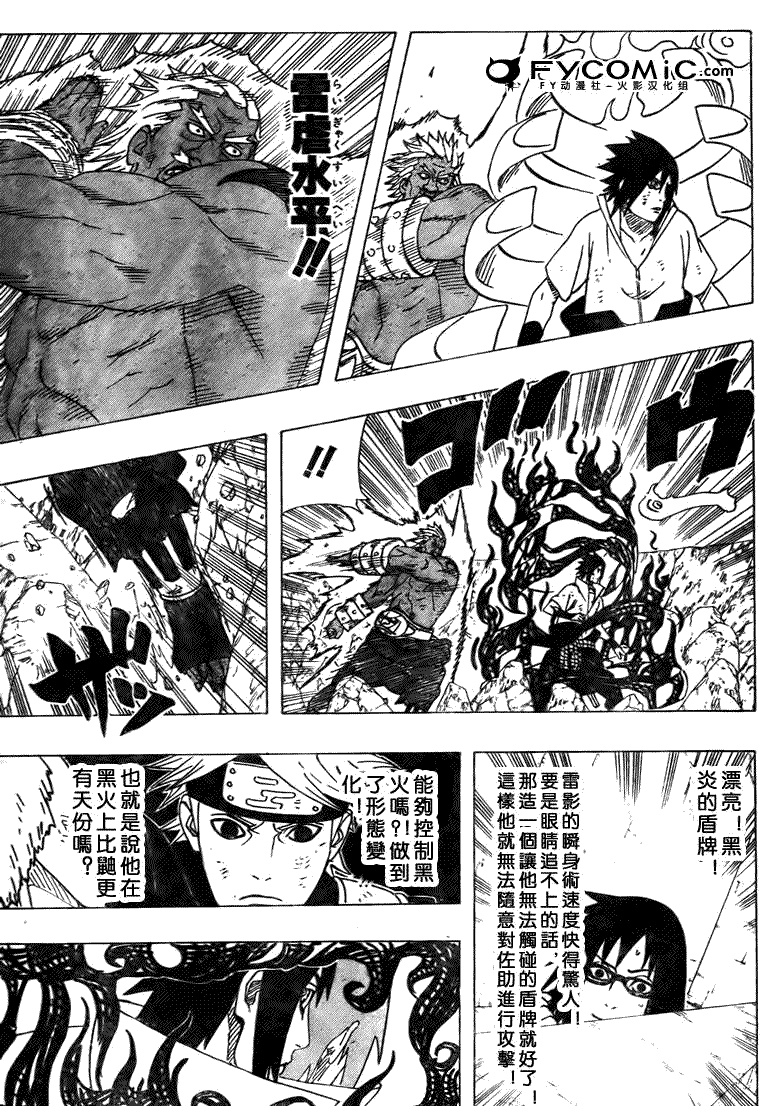 FYCOMiC.com
FY动漫社-火影汉化组
雷虐水平!!
らいぎゃくすいへい
ゴゴウ
!!
ザッ
漂亮!黑
炎的盾牌!
雷影的瞬身術速度快得驚人!
要是眼睛追不上的話,
那造一個讓他無法觸碰的盾牌就好了!
這樣他就無法隨意對佐助進行攻擊!
能夠控制黑
火嗎?!做到
了形態變
化!
也就是說他在
黑火上比鼬更
有天份嗎?